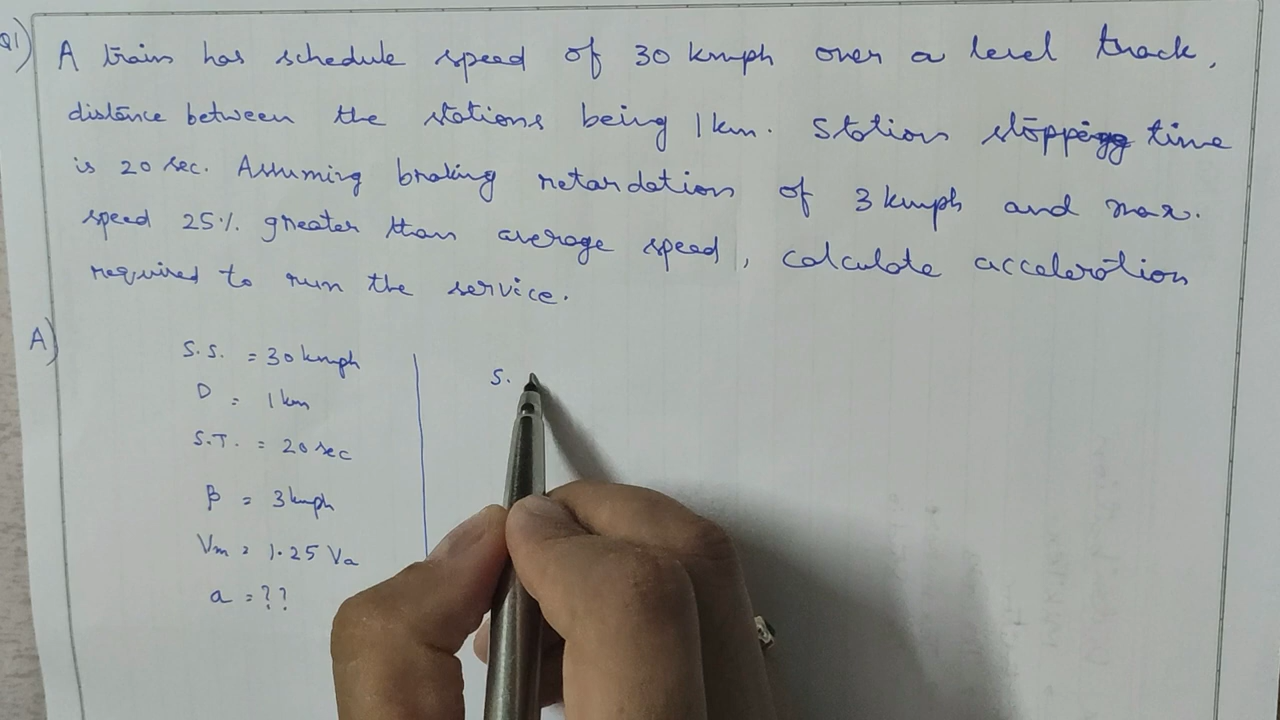 Q1) A train has schedule speed of 30 kmph over a level track,
distance between the stations being 1 km. Station stopping time
is 20 sec. Assuming braking retardation of 3 kmph and max.
speed 25% greater than average speed, calculate acceleration
required to run the service.
A)
S.S. = 30 kmph
D = 1 km
S.T. = 20 sec
β = 3 kmph
Vm = 1.25 Va
a = ??
S.